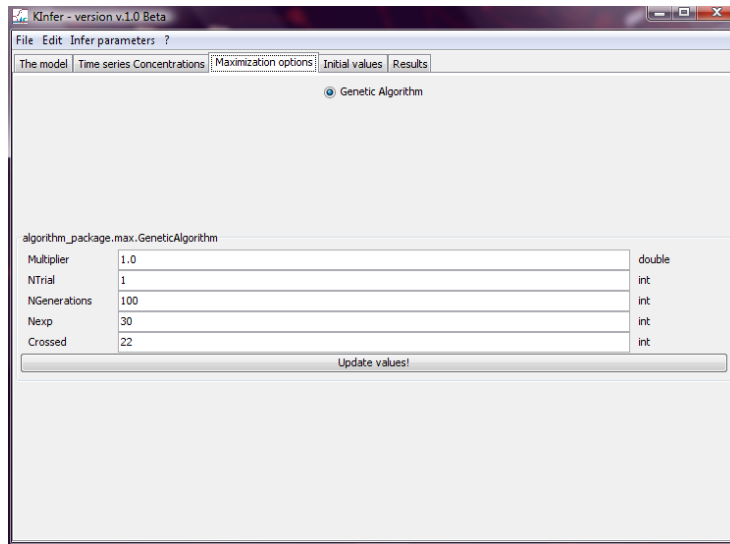 KInfer - version v.1.0 Beta
File Edit Infer parameters ?
The model Time series Concentrations Maximization options Initial values Results
Genetic Algorithm
algorithm_package.max.GeneticAlgorithm
Multiplier 1.0 double
NTrial 1 int
NGenerations 100 int
Nexp 30 int
Crossed 22 int
Update values!